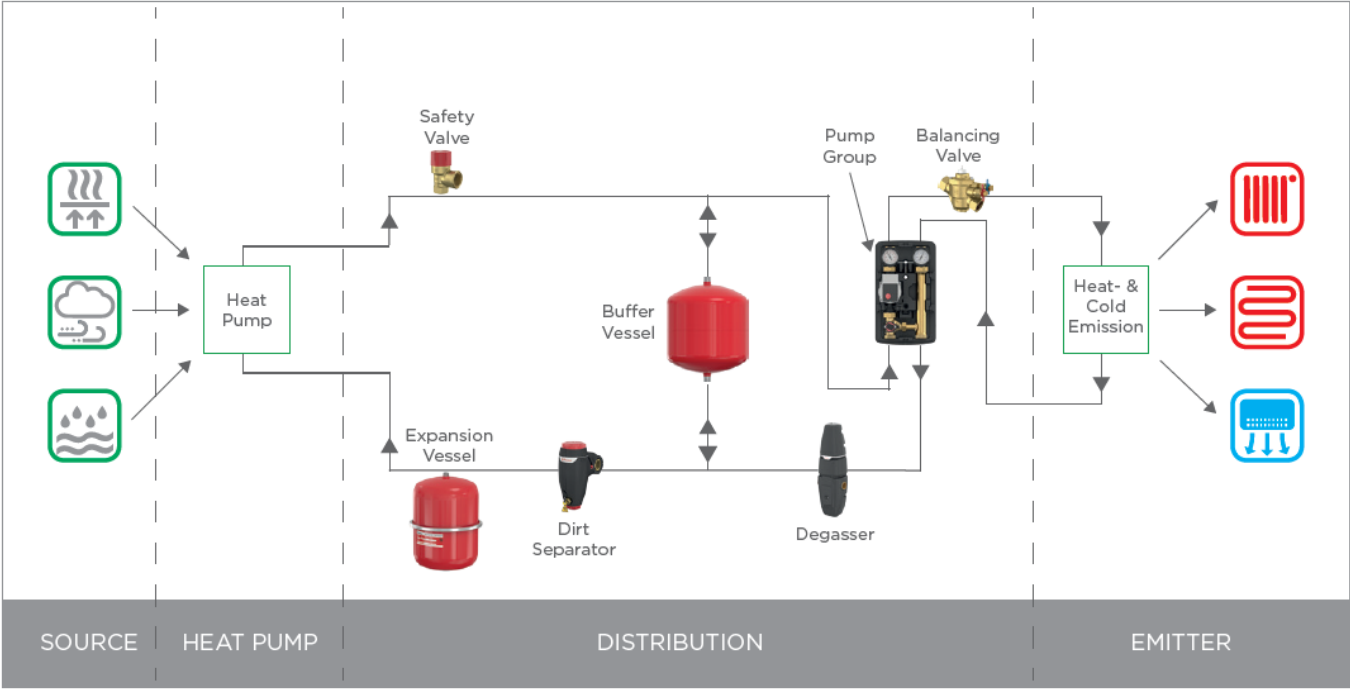 Safety
Valve
Pump
Group
Balancing
Valve
Heat
Pump
Buffer
Vessel
Heat- &
Cold
Emission
Expansion
Vessel
Dirt
Separator
Degasser
SOURCE
HEAT PUMP
DISTRIBUTION
EMITTER